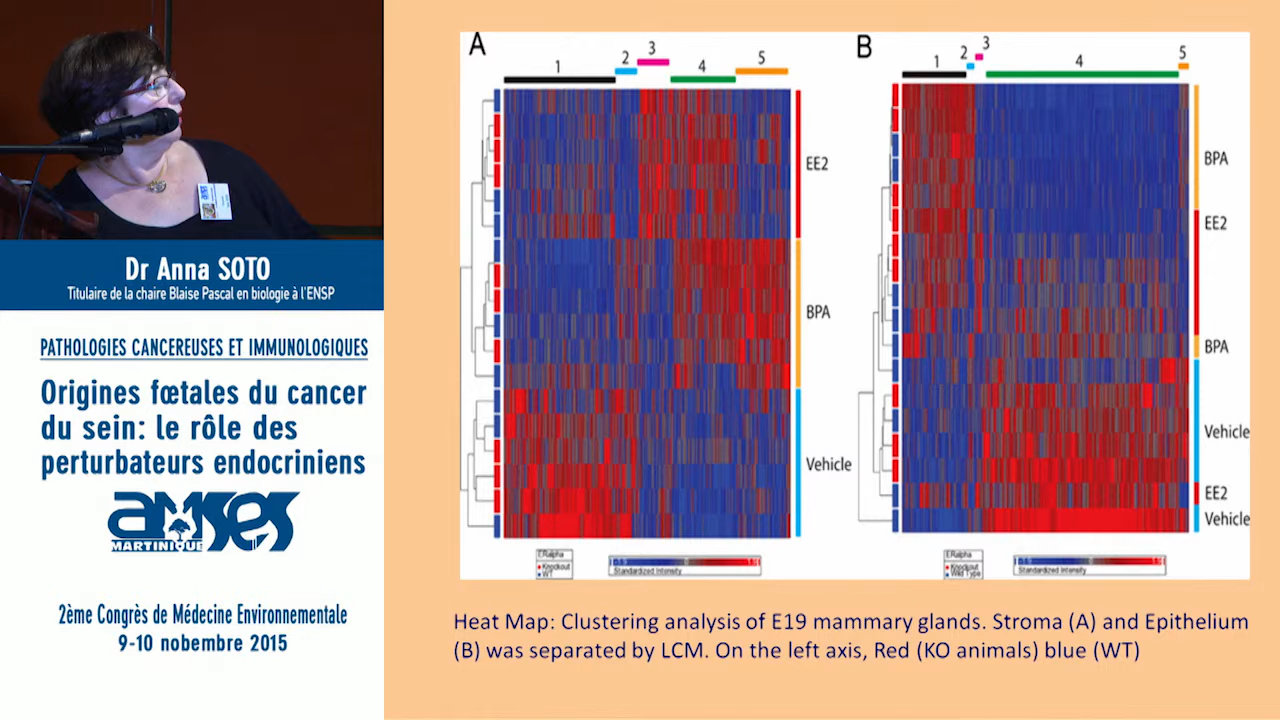 Dr Anna SOTO
Titulaire de la chaire Blaise Pascal en biologie à l'ENSP
PATHOLOGIES CANCEREUSES ET IMMUNOLOGIQUES
Origines fœtales du cancer
du sein: le rôle des
perturbateurs endocriniens
amses
MARTINIQUE
2ème Congrès de Médecine Environnementale
9-10 nobembre 2015
A
1 2 3 4 5
EE2
BPA
Vehicle
ERalpha
Knockout
WT
Standardized Intensity
B
1 2 3 4 5
BPA
EE2
BPA
Vehicle
EE2
Vehicle
ERalpha
Knockout
Wild Type
Standardized Intensity
Heat Map: Clustering analysis of E19 mammary glands. Stroma (A) and Epithelium
(B) was separated by LCM. On the left axis, Red (KO animals) blue (WT)